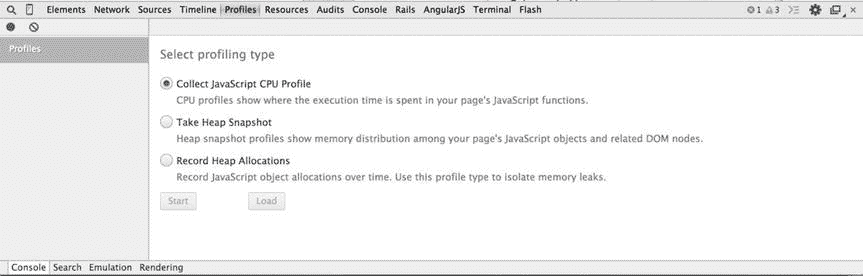 Elements Network Sources Timeline Profiles Resources Audits Console Rails AngularJS Terminal Flash 1 3
Profiles
Select profiling type
Collect JavaScript CPU Profile
CPU profiles show where the execution time is spent in your page's JavaScript functions.
Take Heap Snapshot
Heap snapshot profiles show memory distribution among your page's JavaScript objects and related DOM nodes.
Record Heap Allocations
Record JavaScript object allocations over time. Use this profile type to isolate memory leaks.
Start Load
Console Search Emulation Rendering